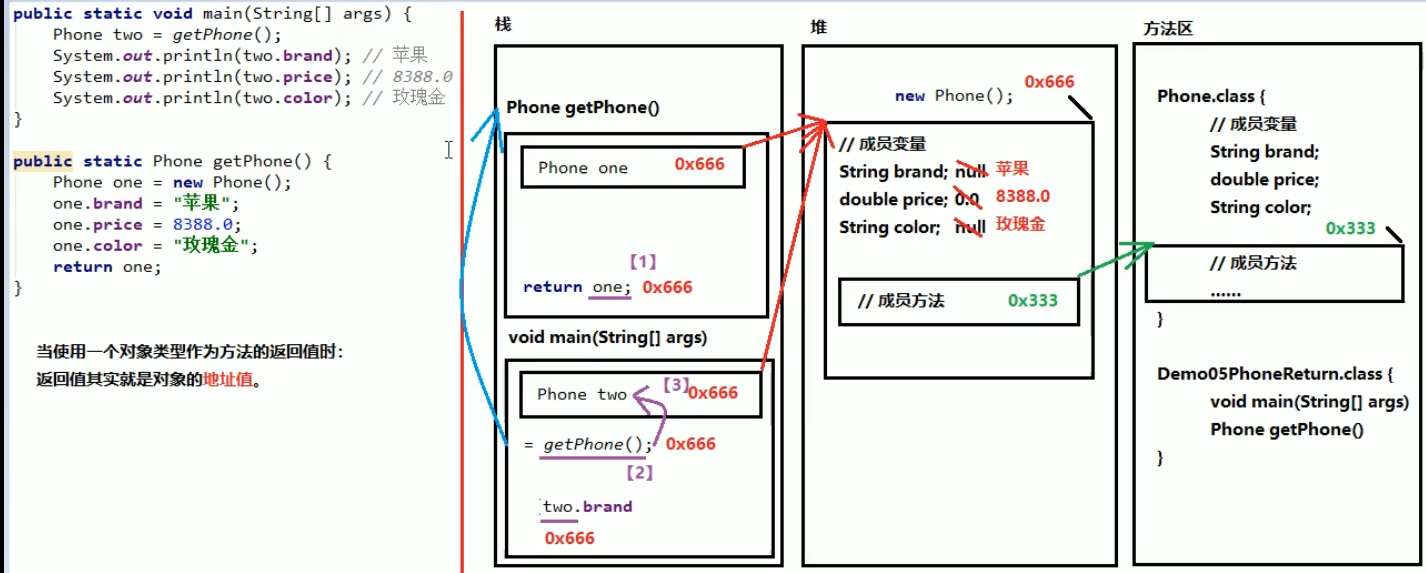 public static void main(String[] args) {
Phone two = getPhone();
System.out.println(two.brand); // 苹果
System.out.println(two.price); // 8388.0
System.out.println(two.color); // 玫瑰金
}
public static Phone getPhone() {
Phone one = new Phone();
one.brand = "苹果";
one.price = 8388.0;
one.color = "玫瑰金";
return one;
}
当使用一个对象类型作为方法的返回值时：
返回值其实就是对象的地址值。
栈
Phone getPhone()
Phone one 0x666
【1】
return one; 0x666
void main(String[] args)
Phone two 【3】 0x666
= getPhone(); 0x666
【2】
two.brand
0x666
堆
new Phone(); 0x666
// 成员变量
String brand; null 苹果
double price; 0.0 8388.0
String color; null 玫瑰金
// 成员方法 0x333
方法区
Phone.class {
// 成员变量
String brand;
double price;
String color;
0x333
// 成员方法
......
}
Demo05PhoneReturn.class {
void main(String[] args)
Phone getPhone()
}